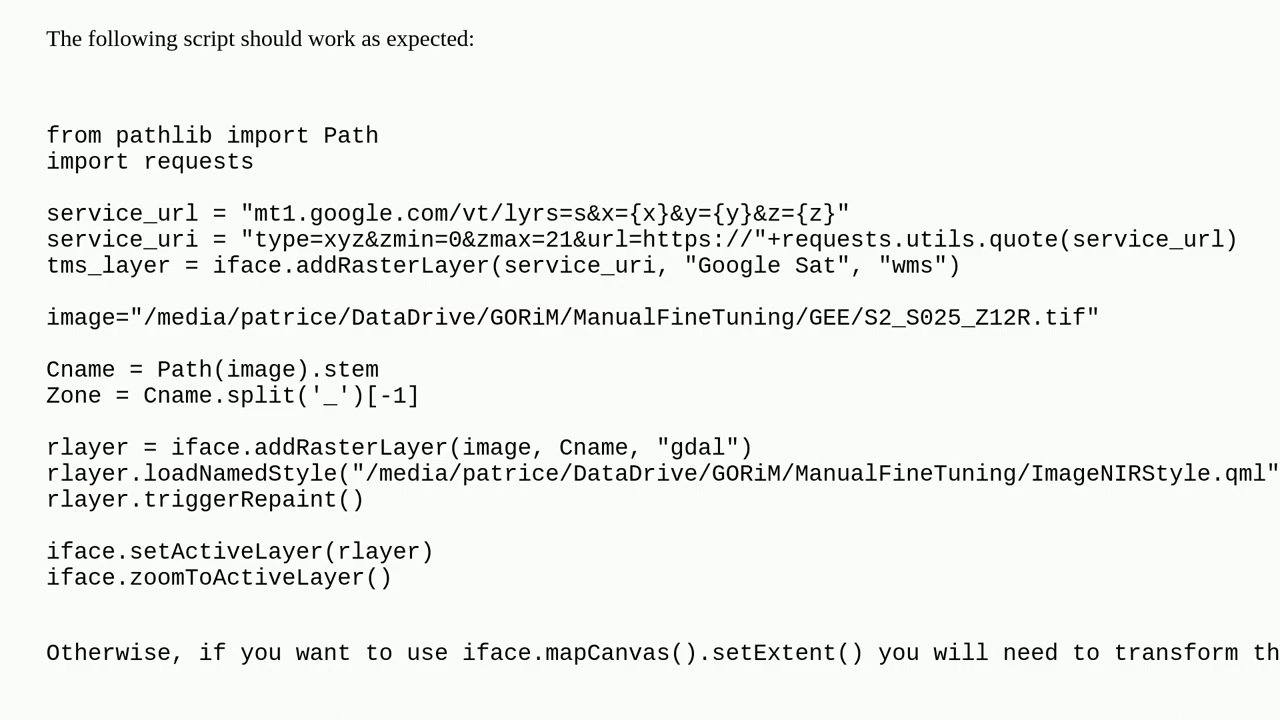 The following script should work as expected:
from pathlib import Path
import requests
service_url = "mt1.google.com/vt/lyrs=s&x={x}&y={y}&z={z}"
service_uri = "type=xyz&zmin=0&zmax=21&url=https://"+requests.utils.quote(service_url)
tms_layer = iface.addRasterLayer(service_uri, "Google Sat", "wms")
image="/media/patrice/DataDrive/GORiM/ManualFineTuning/GEE/S2_S025_Z12R.tif"
Cname = Path(image).stem
Zone = Cname.split('_')[-1]
rlayer = iface.addRasterLayer(image, Cname, "gdal")
rlayer.loadNamedStyle("/media/patrice/DataDrive/GORiM/ManualFineTuning/ImageNIRStyle.qml"
rlayer.triggerRepaint()
iface.setActiveLayer(rlayer)
iface.zoomToActiveLayer()
Otherwise, if you want to use iface.mapCanvas().setExtent() you will need to transform th